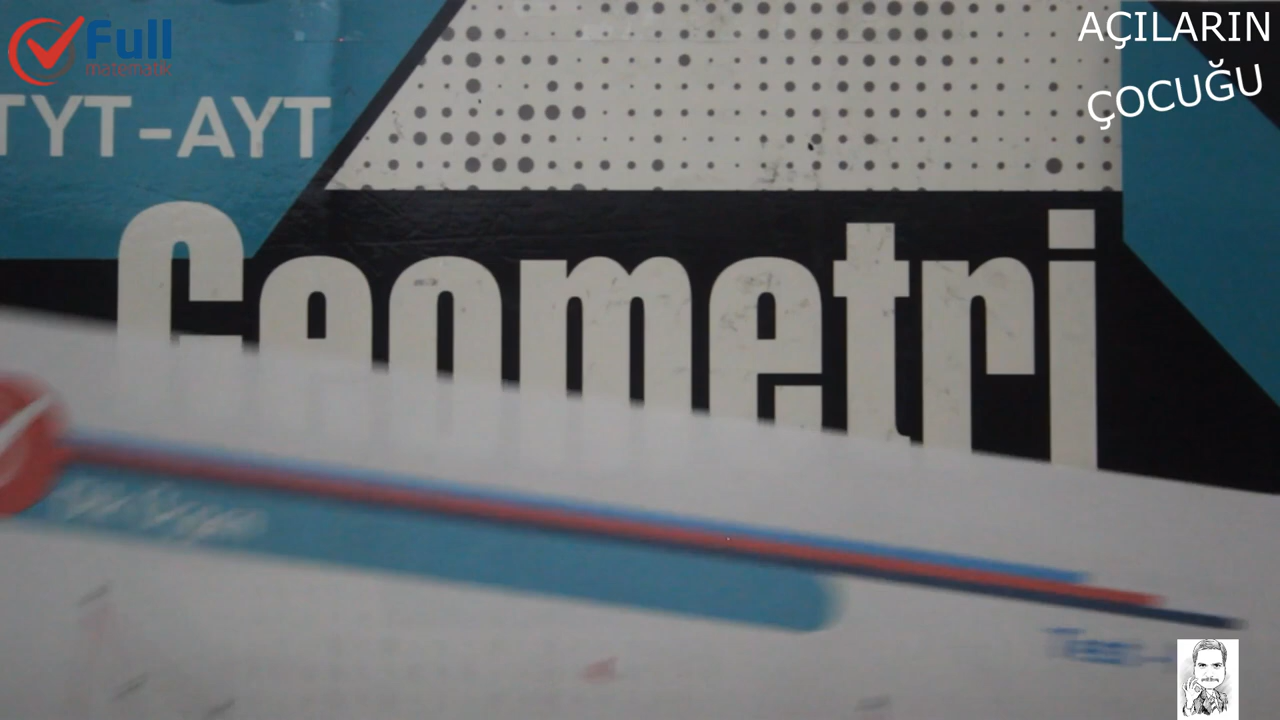 Full
matematik
AÇILARIN
ÇOCUĞU
TYT-AYT
Geometri